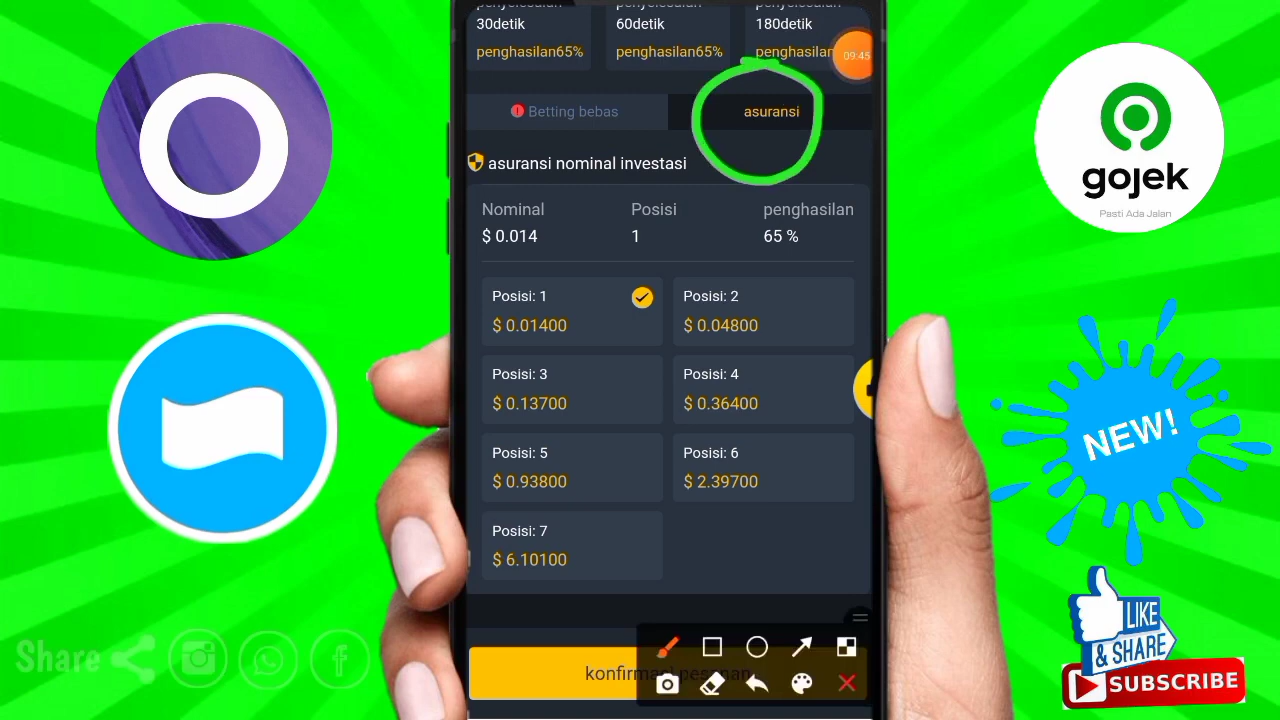 30detik
60detik
180detik
penghasilan65%
penghasilan65%
penghasilan
09:45
Betting bebas
asuransi
asuransi nominal investasi
Nominal
Posisi
penghasilan
$ 0.014
1
65 %
Posisi: 1
Posisi: 2
$ 0.01400
$ 0.04800
Posisi: 3
Posisi: 4
$ 0.13700
$ 0.36400
Posisi: 5
Posisi: 6
$ 0.93800
$ 2.39700
Posisi: 7
$ 6.10100
konfirmasi pesanan
gojek
Pasti Ada Jalan
NEW!
LIKE
& SHARE
SUBSCRIBE
Share